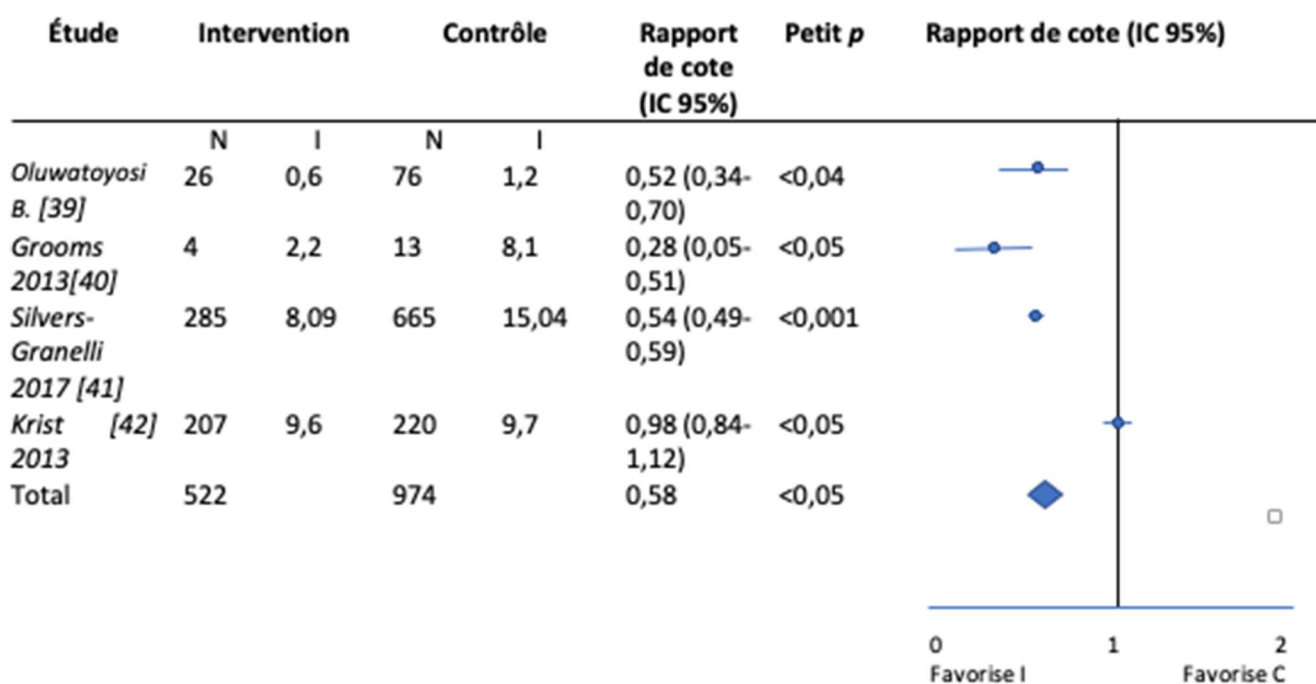 Étude Intervention Contrôle Rapport Petit p Rapport de cote (IC 95%)
de cote
(IC 95%)
N I N I
Oluwatoyosi 26 0,6 76 1,2 0,52 (0,34- <0,04
B. [39] 0,70)
Grooms 4 2,2 13 8,1 0,28 (0,05- <0,05
2013[40] 0,51)
Silvers- 285 8,09 665 15,04 0,54 (0,49- <0,001
Granelli 0,59)
2017 [41]
Krist [42] 207 9,6 220 9,7 0,98 (0,84- <0,05
2013 1,12)
Total 522 974 0,58 <0,05
0 1 2
Favorise I Favorise C